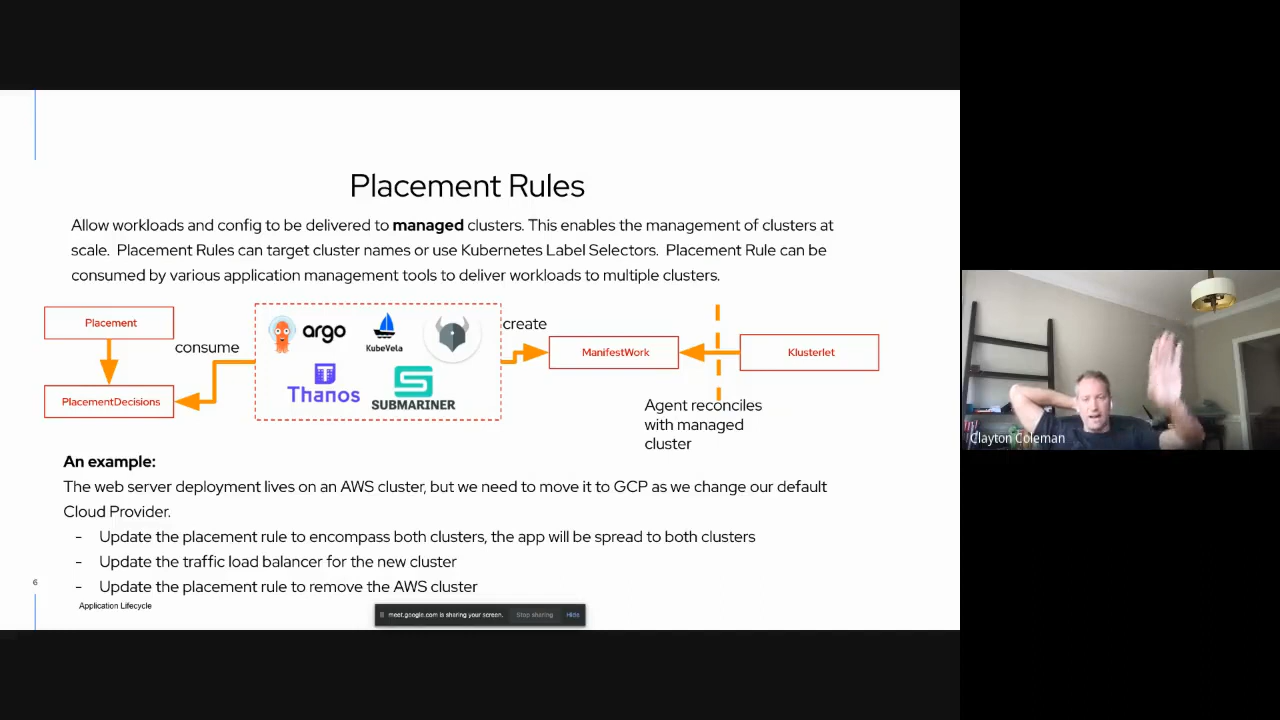 Placement Rules
Allow workloads and config to be delivered to managed clusters. This enables the management of clusters at
scale. Placement Rules can target cluster names or use Kubernetes Label Selectors. Placement Rule can be
consumed by various application management tools to deliver workloads to multiple clusters.
Placement
consume
PlacementDecisions
argo
KubeVela
Thanos
SUBMARINER
create
ManifestWork
Klusterlet
Agent reconciles
with managed
cluster
An example:
The web server deployment lives on an AWS cluster, but we need to move it to GCP as we change our default
Cloud Provider.
- Update the placement rule to encompass both clusters, the app will be spread to both clusters
- Update the traffic load balancer for the new cluster
- Update the placement rule to remove the AWS cluster
6
Application Lifecycle
meet.google.com is sharing your screen.
Stop sharing
Hide
Clayton Coleman